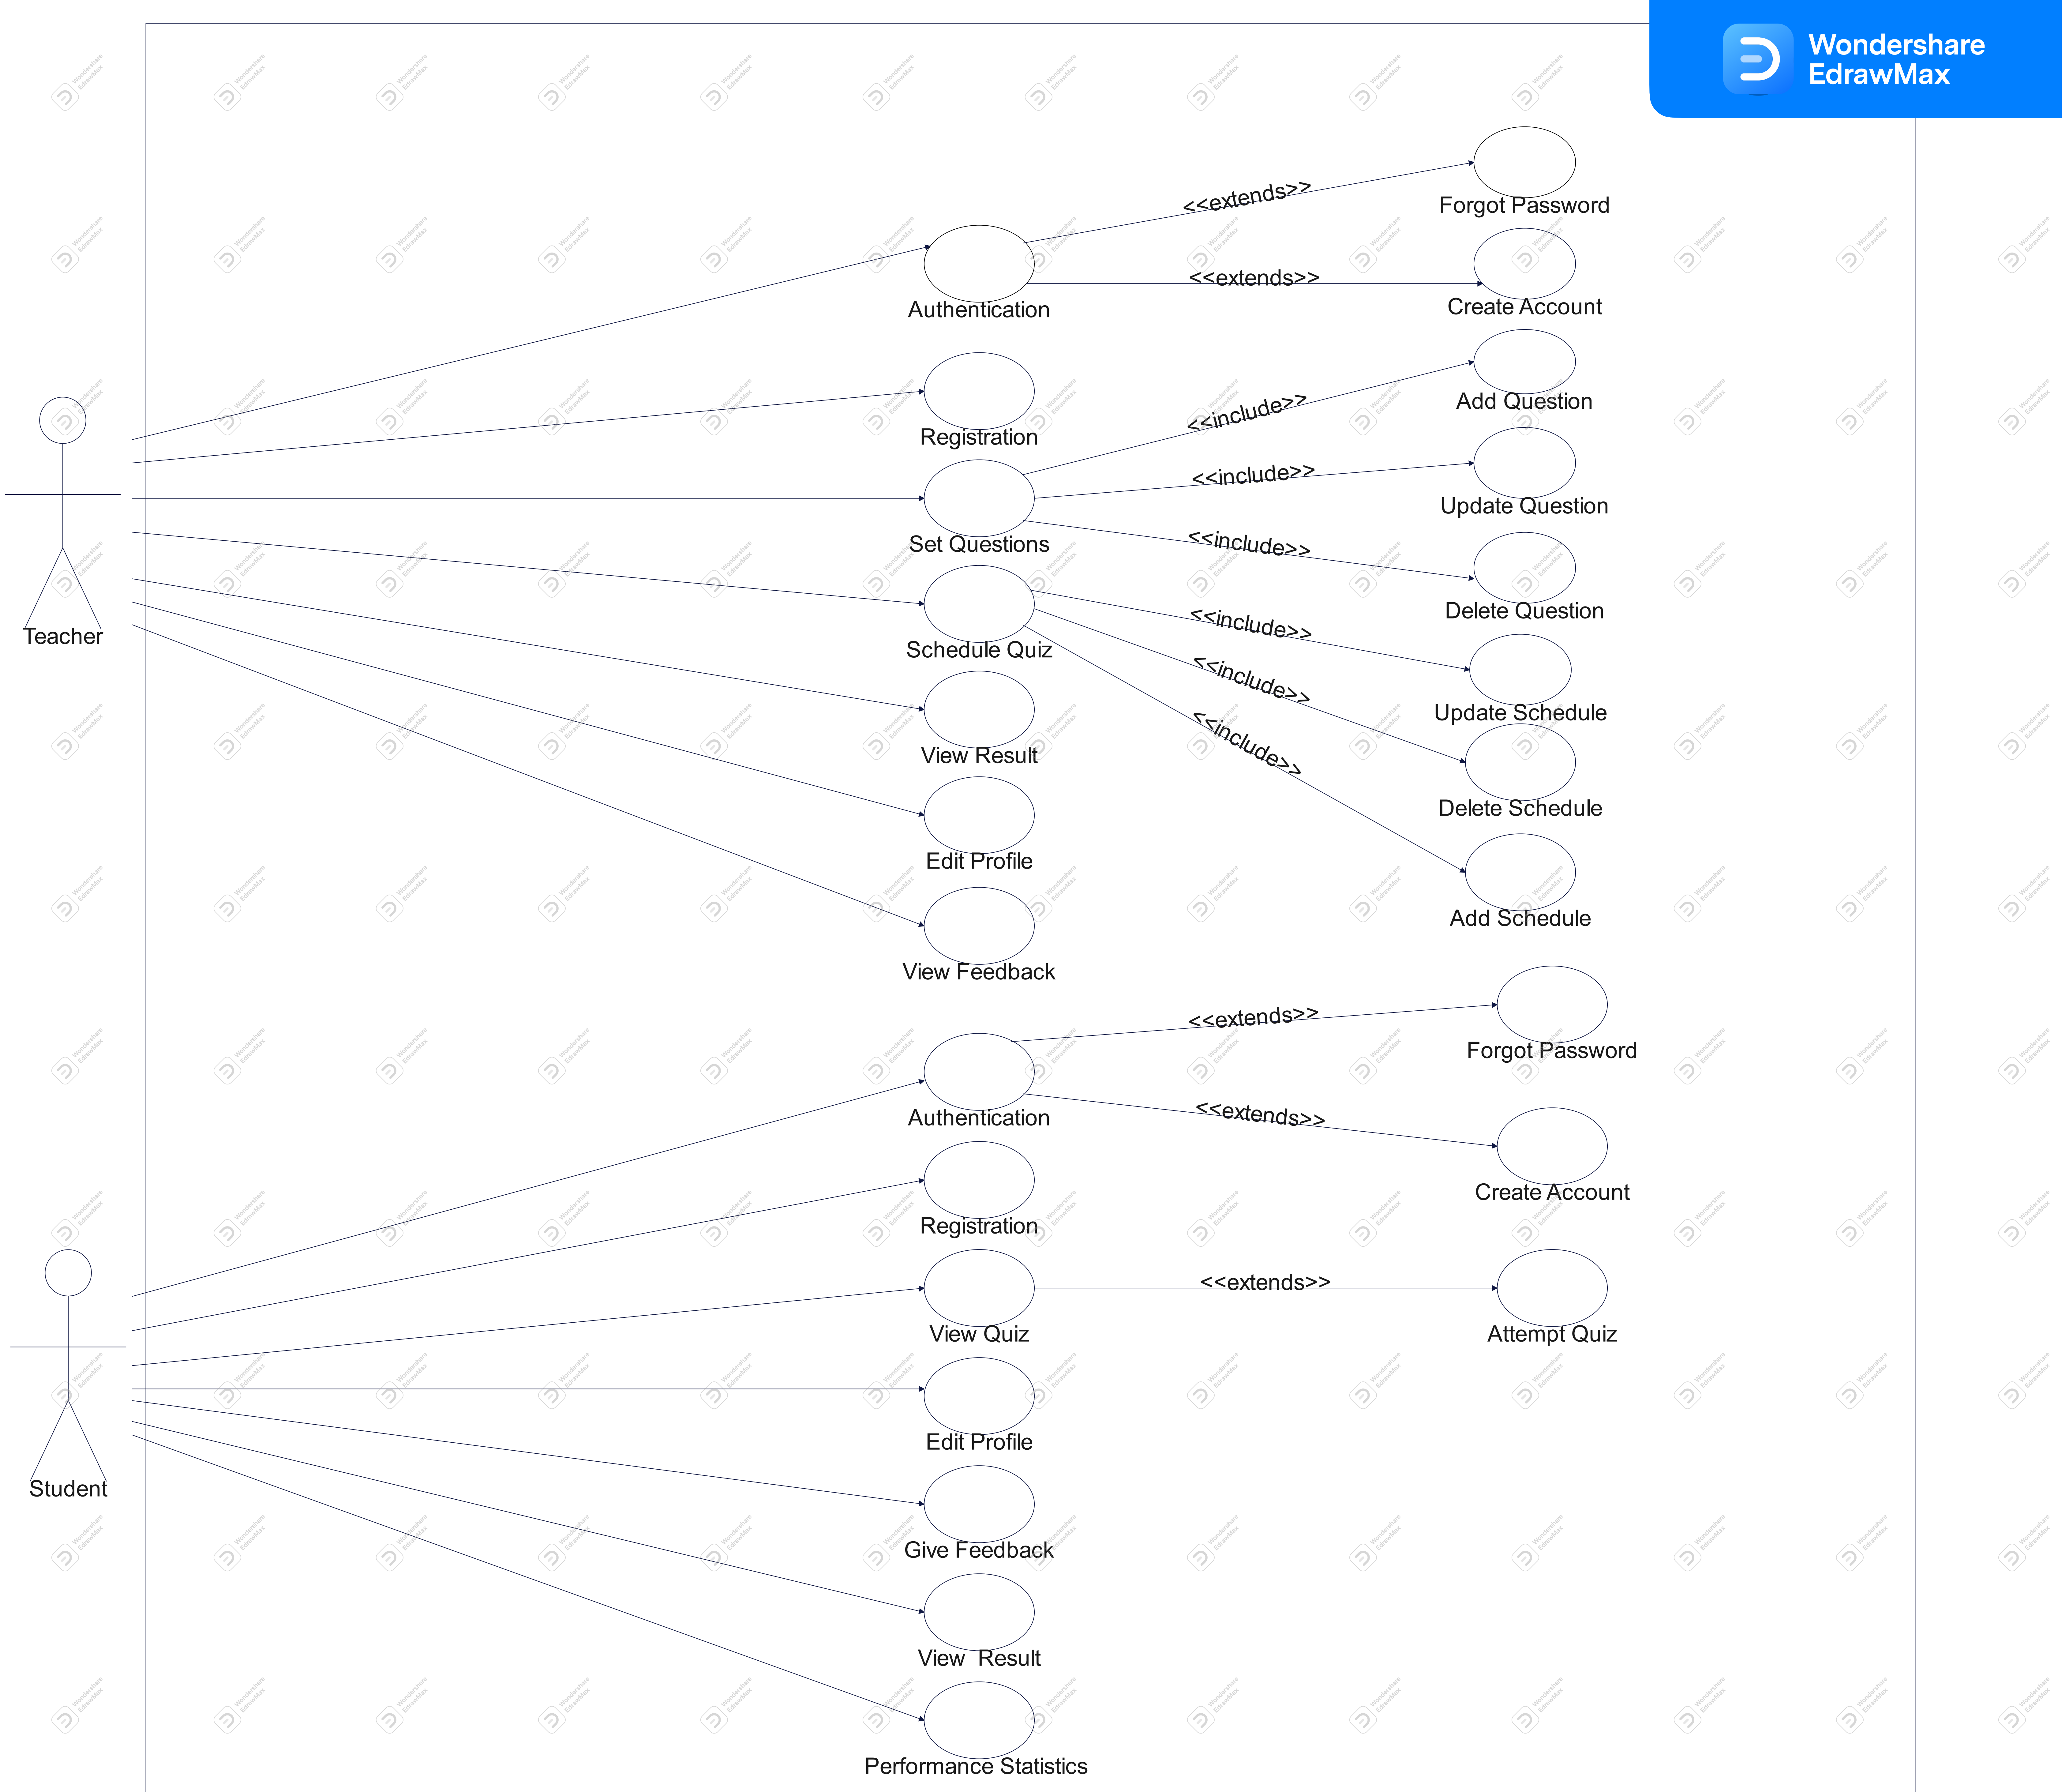 Wondershare
EdrawMax
<<extends>>
Forgot Password
<<extends>>
Authentication
Create Account
<<include>>
Add Question
Registration
<<include>>
Update Question
Set Questions
<<include>>
Delete Question
Teacher
<<include>>
Schedule Quiz
<<include>>
Update Schedule
<<include>>
View Result
Delete Schedule
Edit Profile
Add Schedule
View Feedback
<<extends>>
Forgot Password
Authentication
<<extends>>
Create Account
Registration
<<extends>>
View Quiz
Attempt Quiz
Edit Profile
Student
Give Feedback
View  Result
Performance Statistics